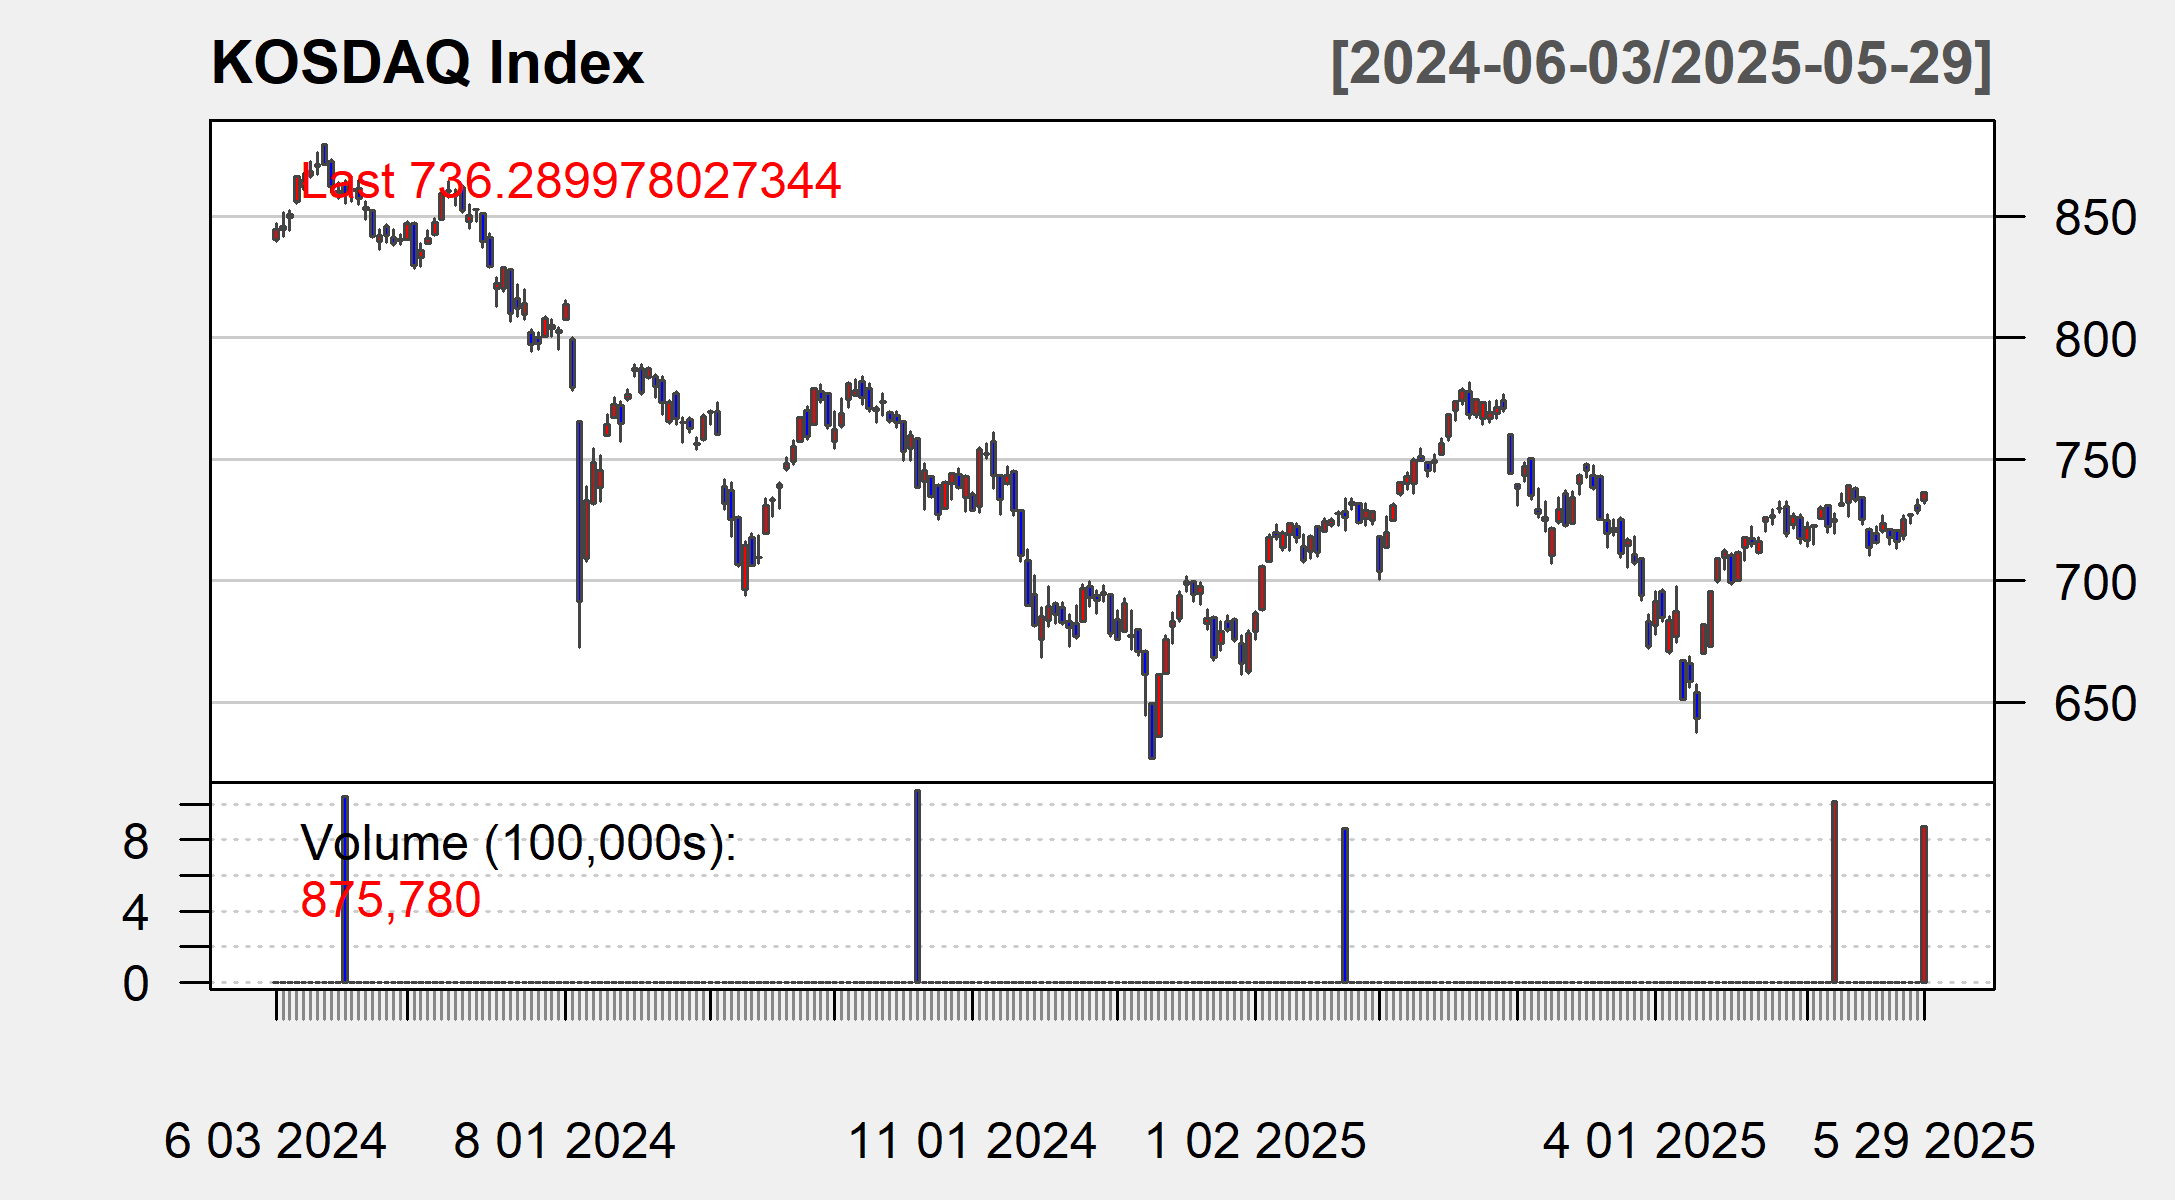 KOSDAQ Index
[2024-06-03/2025-05-29]
Last 736.289978027344
850
800
750
700
650
Volume (100,000s):
875,780
8
4
0
6 03 2024
8 01 2024
11 01 2024
1 02 2025
4 01 2025
5 29 2025